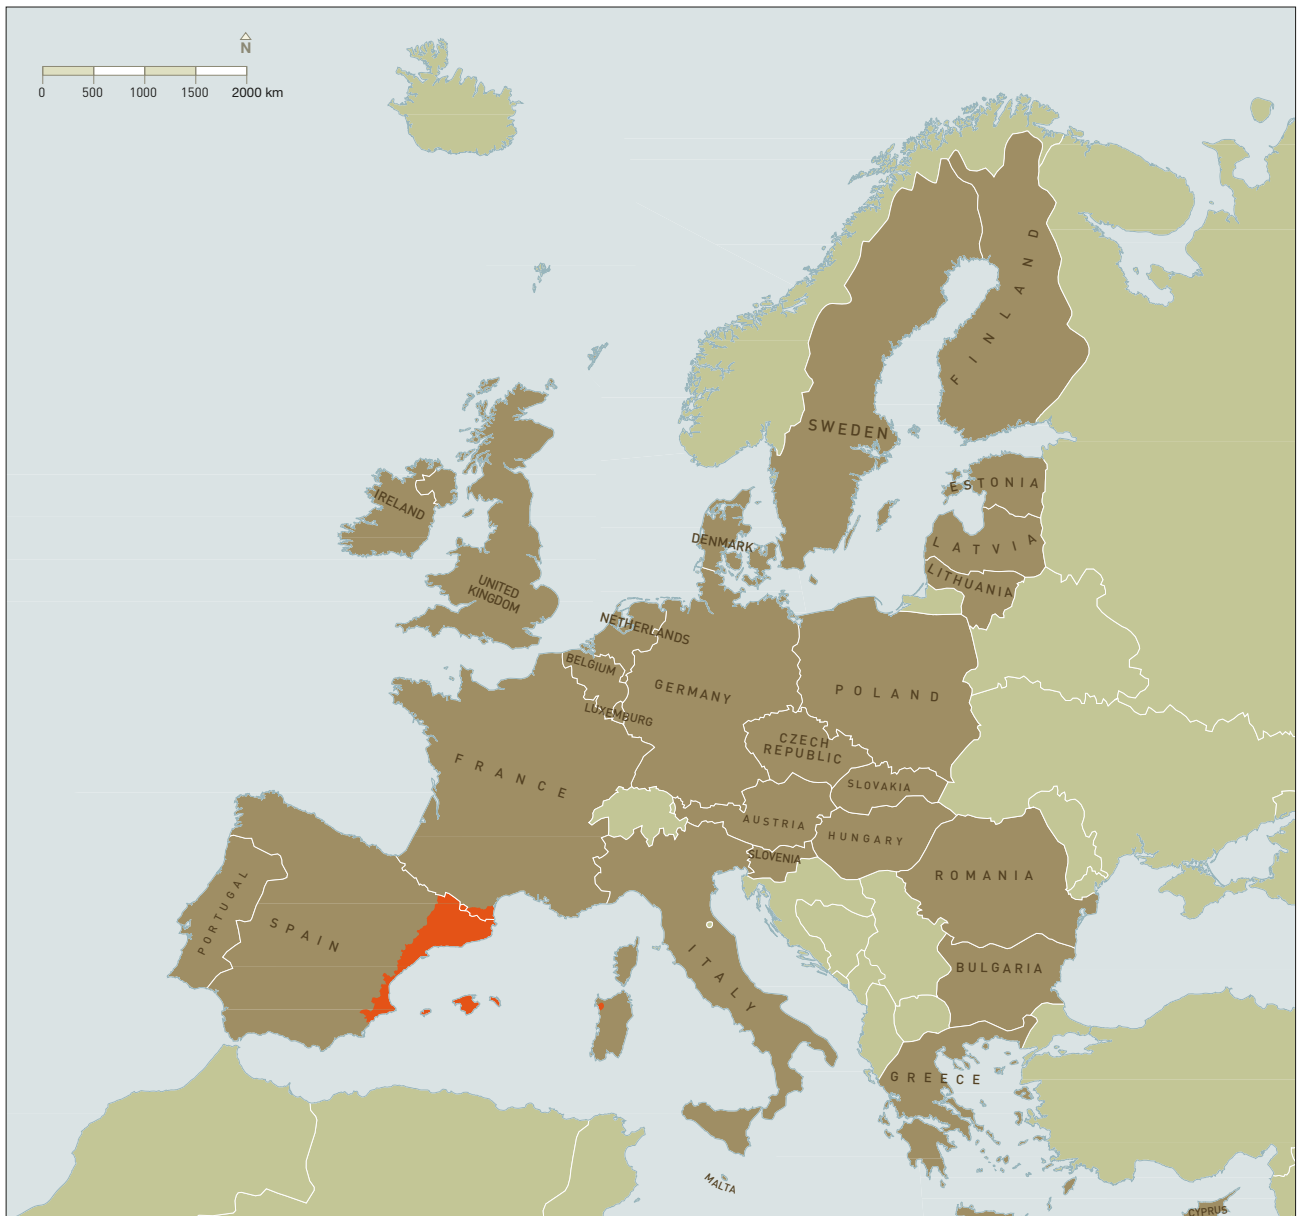 N
0 500 1000 1500 2000 km
FINLAND
SWEDEN
ESTONIA
IRELAND
DENMARK
LATVIA
LITHUANIA
UNITED
KINGDOM
NETHERLANDS
BELGIUM
GERMANY
POLAND
LUXEMBURG
CZECH
REPUBLIC
FRANCE
SLOVAKIA
AUSTRIA
HUNGARY
SLOVENIA
ROMANIA
PORTUGAL
SPAIN
ITALY
BULGARIA
GREECE
MALTA
CYPRUS